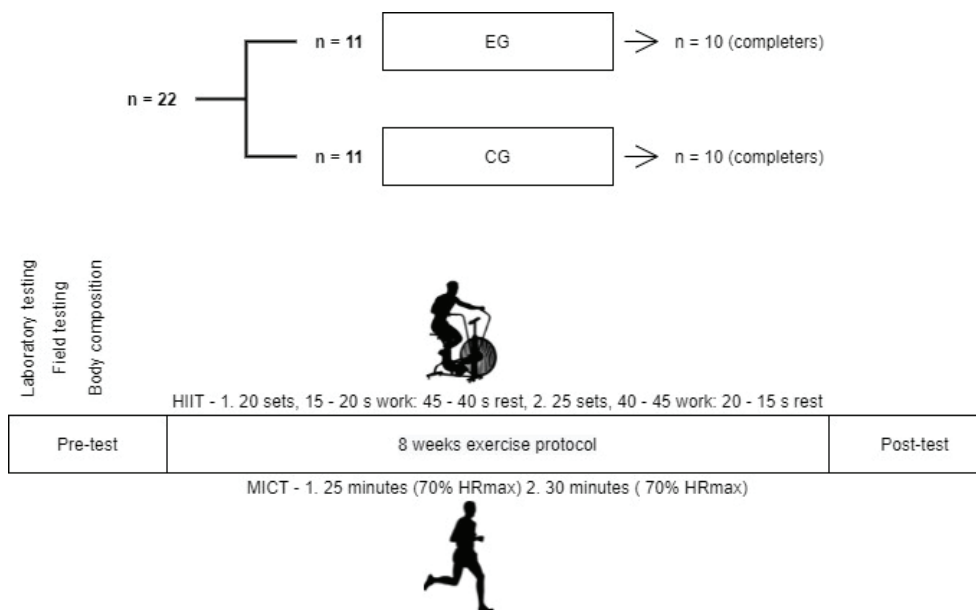 n = 11
EG
n = 10 (completers)
n = 22
n = 11
CG
n = 10 (completers)
Laboratory testing
Field testing
Body composition
HIIT - 1. 20 sets, 15 - 20 s work: 45 - 40 s rest, 2. 25 sets, 40 - 45 work: 20 - 15 s rest
Pre-test
8 weeks exercise protocol
Post-test
MICT - 1. 25 minutes (70% HRmax) 2. 30 minutes ( 70% HRmax)